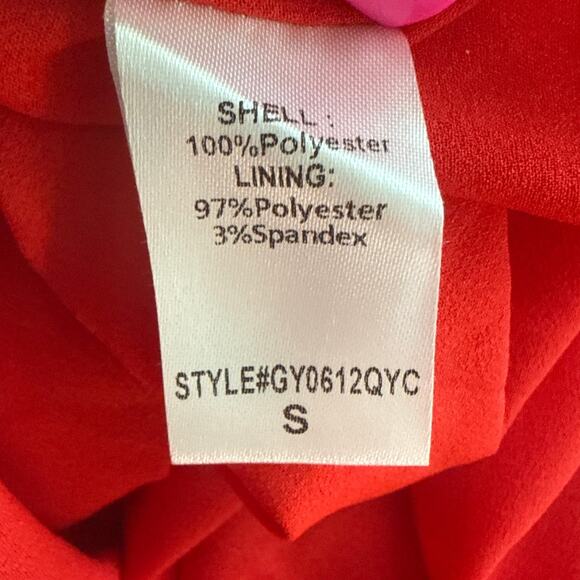 SHELL :
100%Polyester
LINING:
97%Polyester
3%Spandex
STYLE#GY0612QYC
S